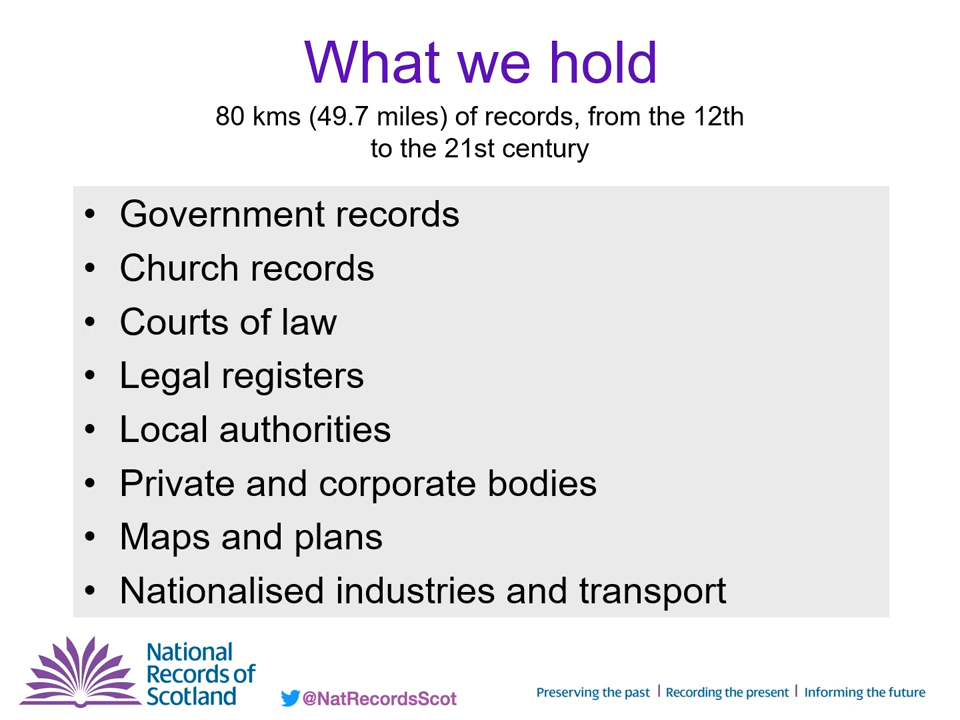 What we hold
80 kms (49.7 miles) of records, from the 12th
to the 21st century
• Government records
• Church records
• Courts of law
• Legal registers
• Local authorities
• Private and corporate bodies
• Maps and plans
• Nationalised industries and transport
National
Records of
Scotland
@NatRecordsScot
Preserving the past | Recording the present | Informing the future